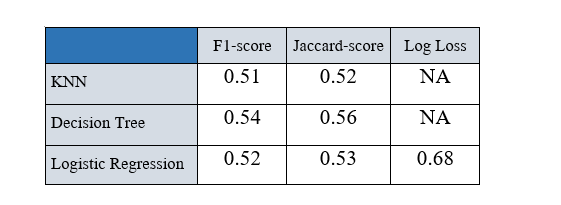 F1-score Jaccard-score Log Loss
KNN 0.51 0.52 NA
Decision Tree 0.54 0.56 NA
Logistic Regression 0.52 0.53 0.68